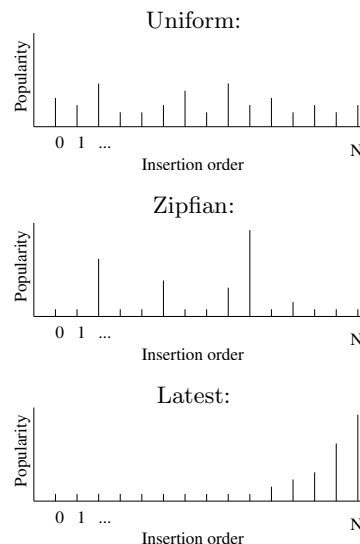 Uniform:
Popularity
0 1 ...
N
Insertion order
Zipfian:
Popularity
0 1 ...
N
Insertion order
Latest:
Popularity
0 1 ...
N
Insertion order